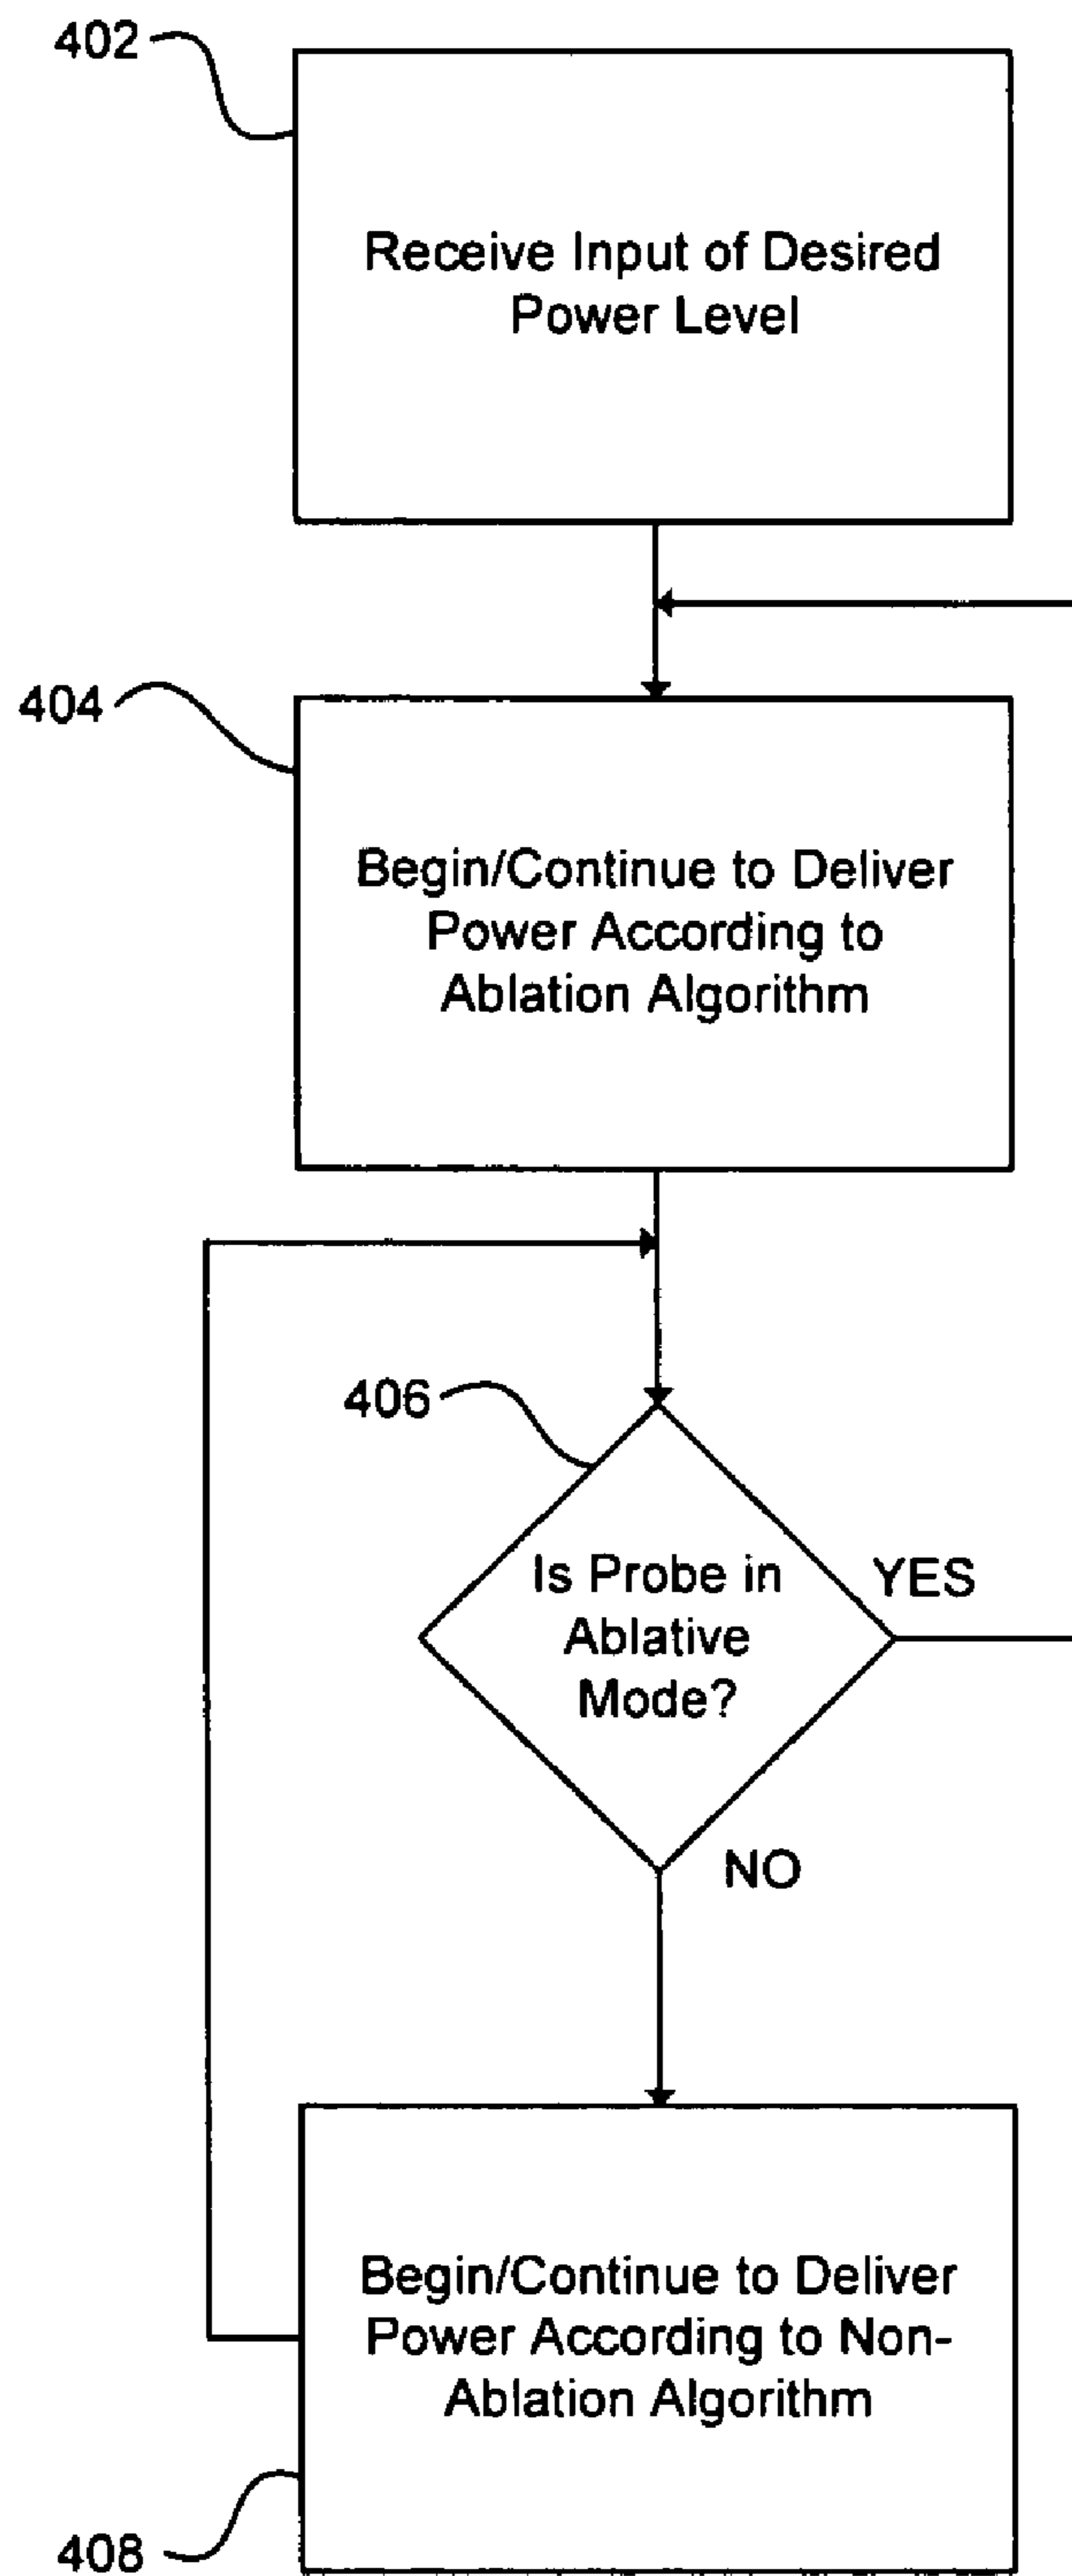 402
Receive Input of Desired
Power Level
404
Begin/Continue to Deliver
Power According to
Ablation Algorithm
406
Is Probe in
Ablative
Mode?
YES
NO
Begin/Continue to Deliver
Power According to Non-
Ablation Algorithm
408